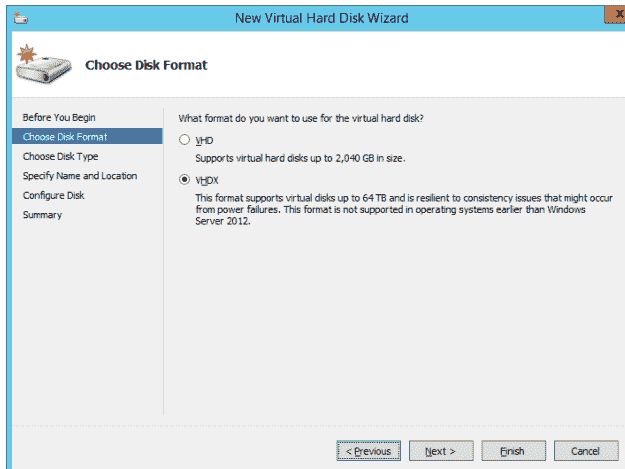 New Virtual Hard Disk Wizard
x
Choose Disk Format
Before You Begin
Choose Disk Format
Choose Disk Type
Specify Name and Location
Configure Disk
Summary
What format do you want to use for the virtual hard disk?
VHD
Supports virtual hard disks up to 2,040 GB in size.
VHDX
This format supports virtual disks up to 64 TB and is resilient to consistency issues that might occur
from power failures. This format is not supported in operating systems earlier than Windows
Server 2012.
< Previous
Next >
Finish
Cancel